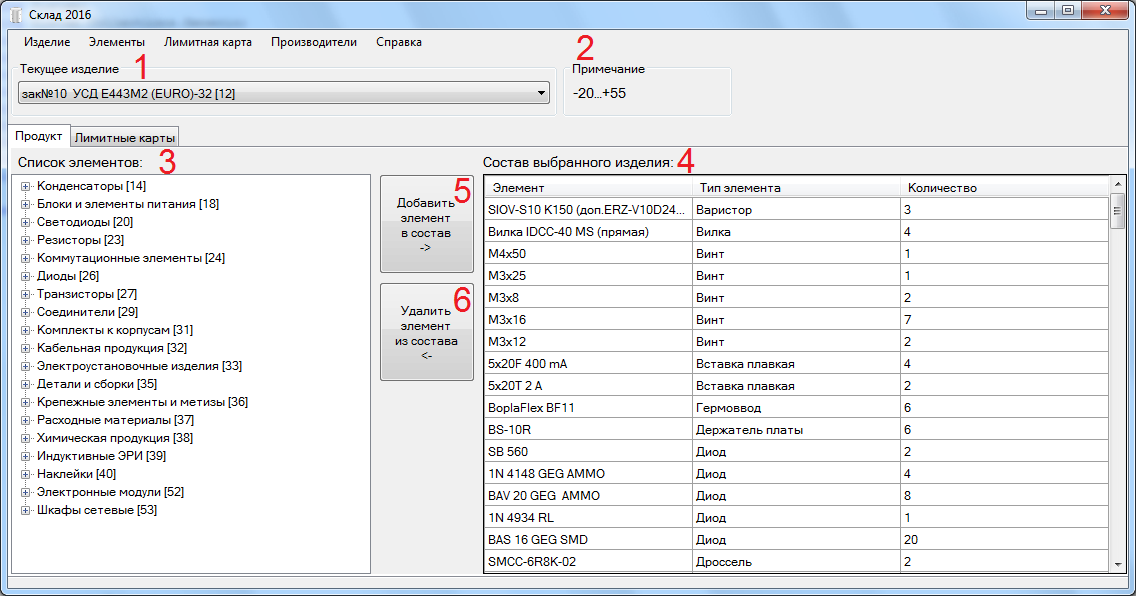 Склад 2016
Изделие Элементы Лимитная карта Производители Справка
1
2
Текущее изделие
Примечание
зак№10 УСД E443M2 (EURO)-32 [12]
-20...+55
Продукт Лимитные карты
Список элементов: 3
Конденсаторы [14]
Блоки и элементы питания [18]
Светодиоды [20]
Резисторы [23]
Коммутационные элементы [24]
Диоды [26]
Транзисторы [27]
Соединители [29]
Комплекты к корпусам [31]
Кабельная продукция [32]
Электроустановочные изделия [33]
Детали и сборки [35]
Крепежные элементы и метизы [36]
Расходные материалы [37]
Химическая продукция [38]
Индуктивные ЭРИ [39]
Наклейки [40]
Электронные модули [52]
Шкафы сетевые [53]
5
Добавить
элемент
в состав
->
6
Удалить
элемент
из состава
<-
Состав выбранного изделия: 4
Элемент Тип элемента Количество
SIOV-S10 K150 (доп.ERZ-V10D24... Варистор 3
Вилка IDCC-40 MS (прямая) Вилка 4
M4x50 Винт 1
M3x25 Винт 1
M3x8 Винт 2
M3x16 Винт 7
M3x12 Винт 2
5x20F 400 mA Вставка плавкая 4
5x20T 2 A Вставка плавкая 2
BoplaFlex BF11 Гермоввод 6
BS-10R Держатель платы 6
SB 560 Диод 2
1N 4148 GEG AMMO Диод 4
BAV 20 GEG AMMO Диод 8
1N 4934 RL Диод 1
BAS 16 GEG SMD Диод 20
SMCC-6R8K-02 Дроссель 2